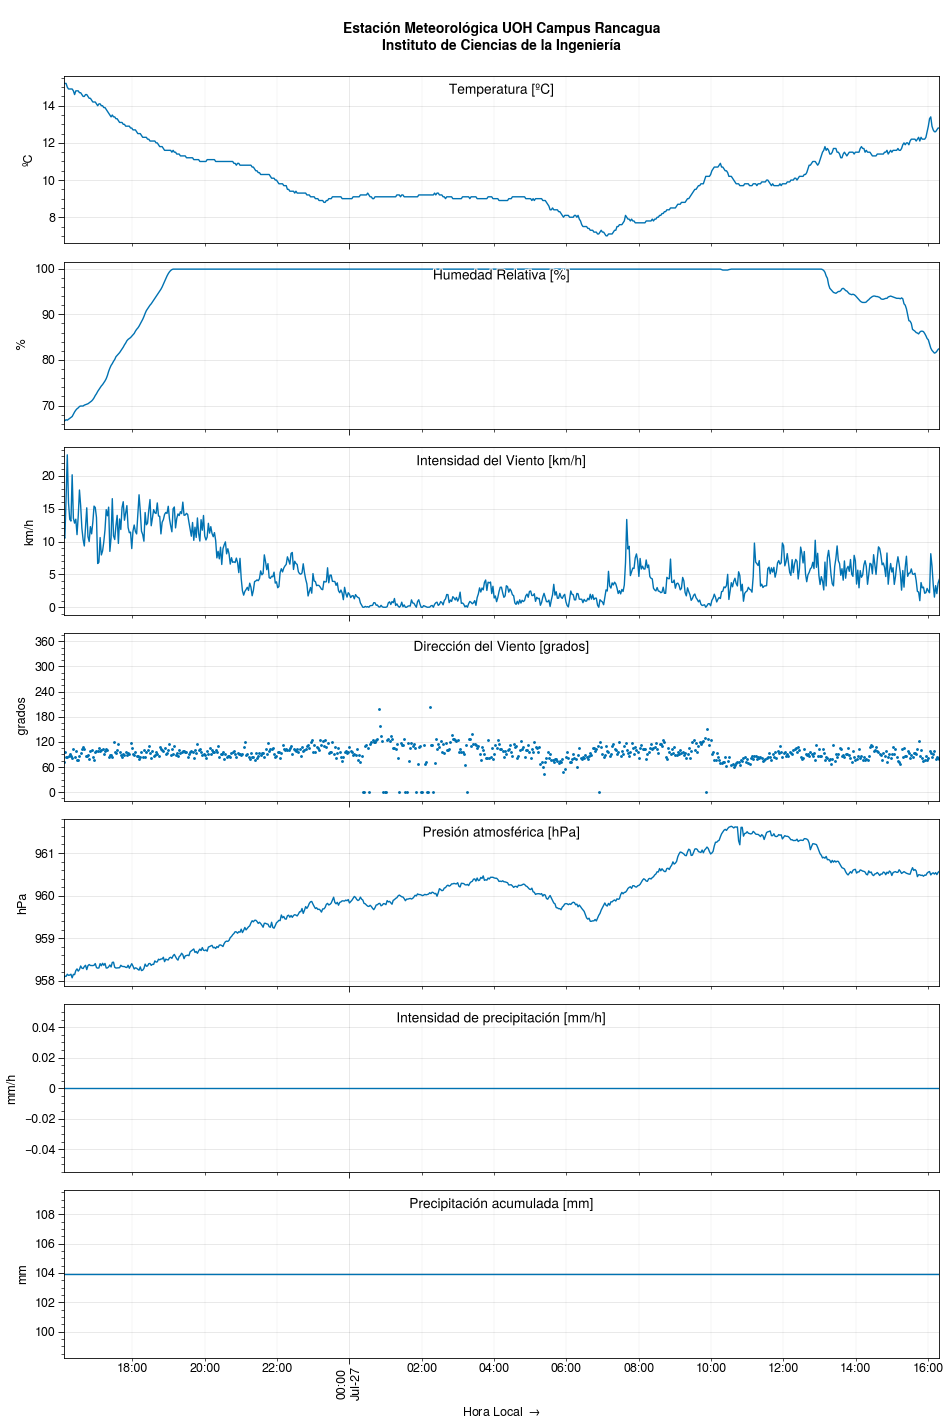 Estación Meteorológica UOH Campus Rancagua
Instituto de Ciencias de la Ingeniería
Temperatura [ºC]
ºC
14
12
10
8
Humedad Relativa [%]
%
100
90
80
70
Intensidad del Viento [km/h]
km/h
20
15
10
5
0
Dirección del Viento [grados]
grados
360
300
240
180
120
60
0
Presión atmosférica [hPa]
hPa
961
960
959
958
Intensidad de precipitación [mm/h]
mm/h
0.04
0.02
0
−0.02
−0.04
Precipitación acumulada [mm]
mm
108
106
104
102
100
18:00 20:00 22:00 00:00 02:00 04:00 06:00 08:00 10:00 12:00 14:00 16:00
Jul-27
Hora Local →